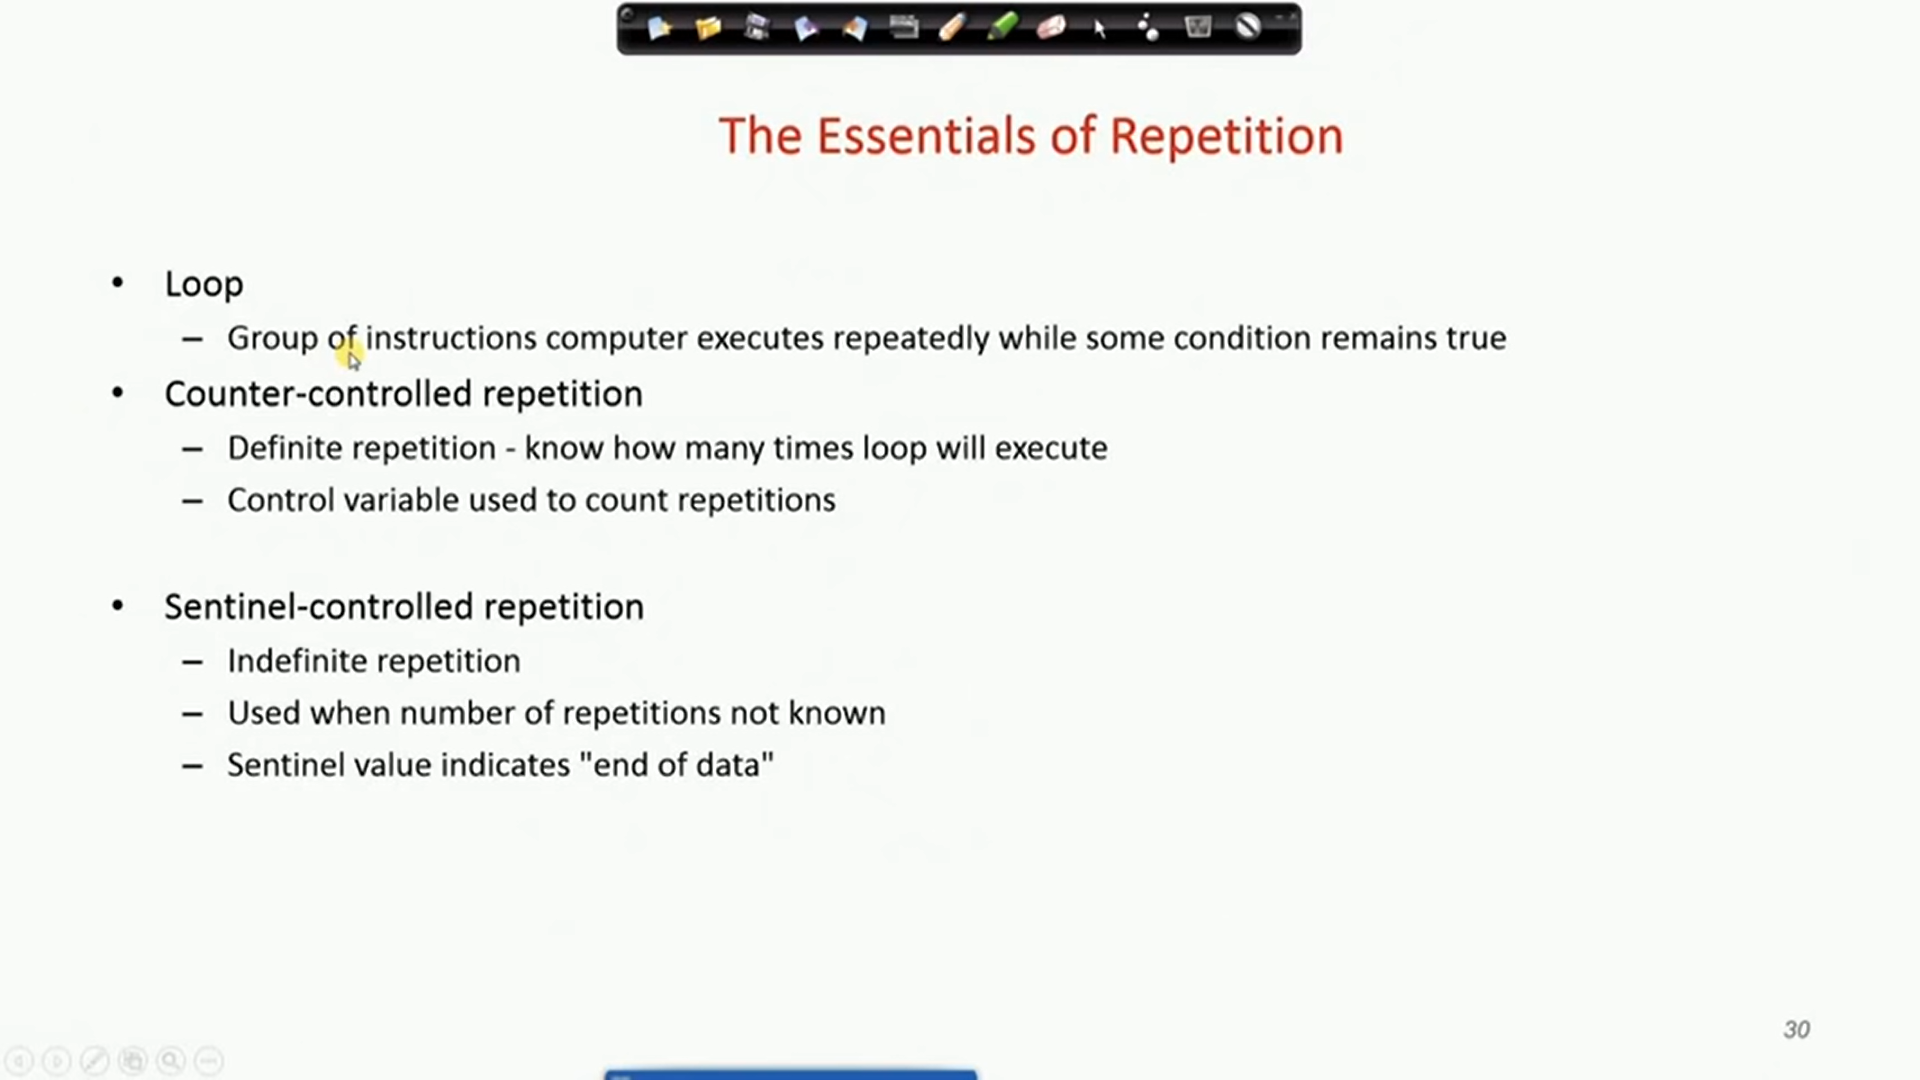 The Essentials of Repetition
• Loop
– Group of instructions computer executes repeatedly while some condition remains true
• Counter-controlled repetition
– Definite repetition - know how many times loop will execute
– Control variable used to count repetitions
• Sentinel-controlled repetition
– Indefinite repetition
– Used when number of repetitions not known
– Sentinel value indicates "end of data"
30